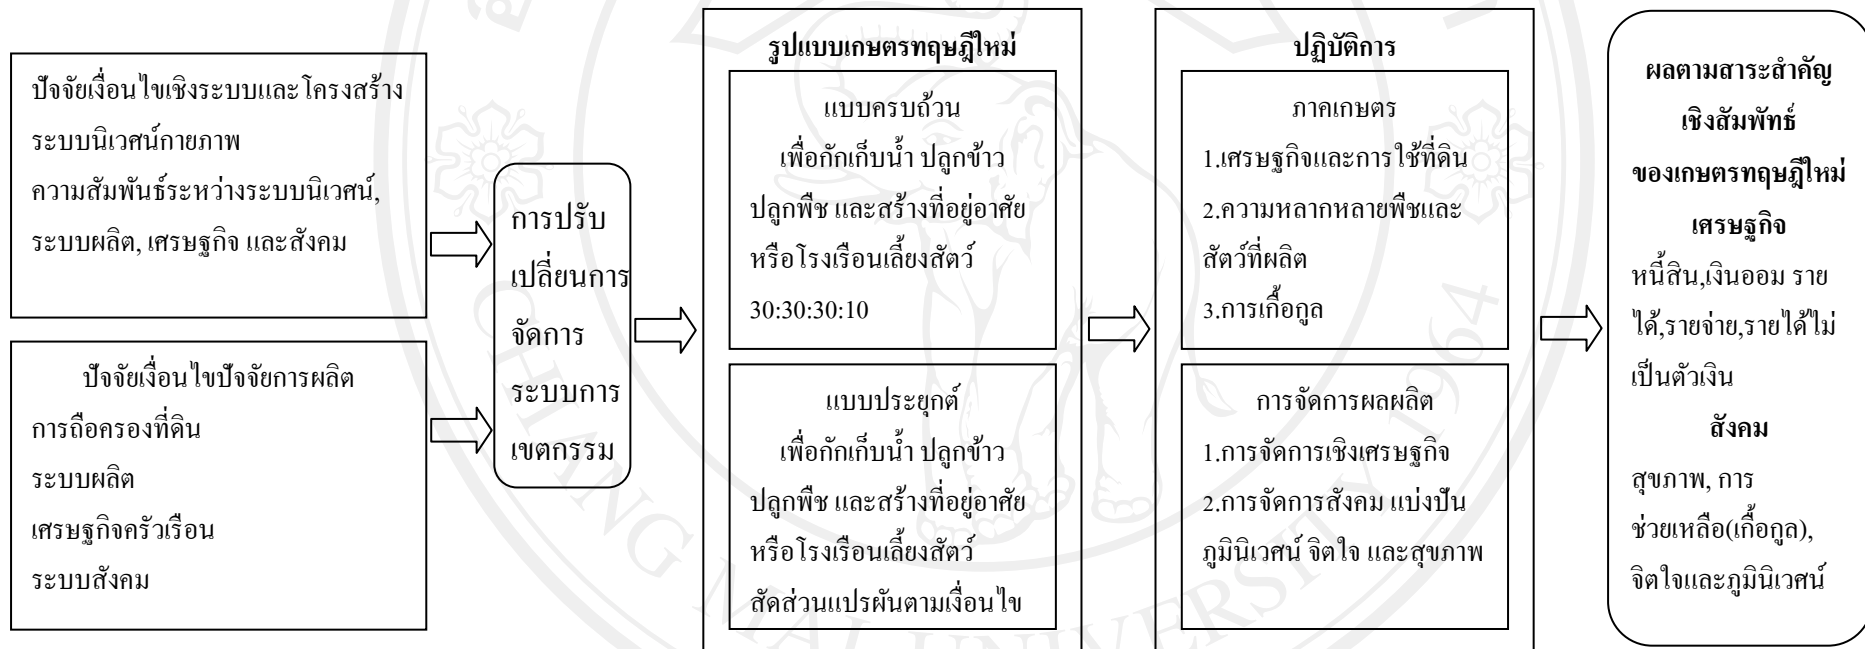 ปัจจัยเงื่อนไขเชิงระบบและโครงสร้าง
ระบบนิเวศน์กายภาพ
ความสัมพันธ์ระหว่างระบบนิเวศน์,
ระบบผลิต, เศรษฐกิจ และสังคม
ปัจจัยเงื่อนไขปัจจัยการผลิต
การถือครองที่ดิน
ระบบผลิต
เศรษฐกิจครัวเรือน
ระบบสังคม
การปรับ
เปลี่ยนการ
จัดการ
ระบบการ
เขตกรรม
รูปแบบเกษตรทฤษฎีใหม่
แบบครบถ้วน
เพื่อกักเก็บน้ำ ปลูกข้าว
ปลูกพืช และสร้างที่อยู่อาศัย
หรือโรงเรือนเลี้ยงสัตว์
30:30:30:10
แบบประยุกต์
เพื่อกักเก็บน้ำ ปลูกข้าว
ปลูกพืช และสร้างที่อยู่อาศัย
หรือโรงเรือนเลี้ยงสัตว์
สัดส่วนแปรผันตามเงื่อนไข
ปฏิบัติการ
ภาคเกษตร
1.เศรษฐกิจและการใช้ที่ดิน
2.ความหลากหลายพืชและ
สัตว์ที่ผลิต
3.การเกื้อกูล
การจัดการผลผลิต
1.การจัดการเชิงเศรษฐกิจ
2.การจัดการสังคม แบ่งปัน
ภูมินิเวศน์ จิตใจ และสุขภาพ
ผลตามสาระสำคัญ
เชิงสัมพัทธ์
ของเกษตรทฤษฎีใหม่
เศรษฐกิจ
หนี้สิน,เงินออม ราย
ได้,รายจ่าย,รายได้ไม่
เป็นตัวเงิน
สังคม
สุขภาพ, การ
ช่วยเหลือ(เกื้อกูล),
จิตใจและภูมินิเวศน์
CHIANG MAI UNIVERSITY 1964